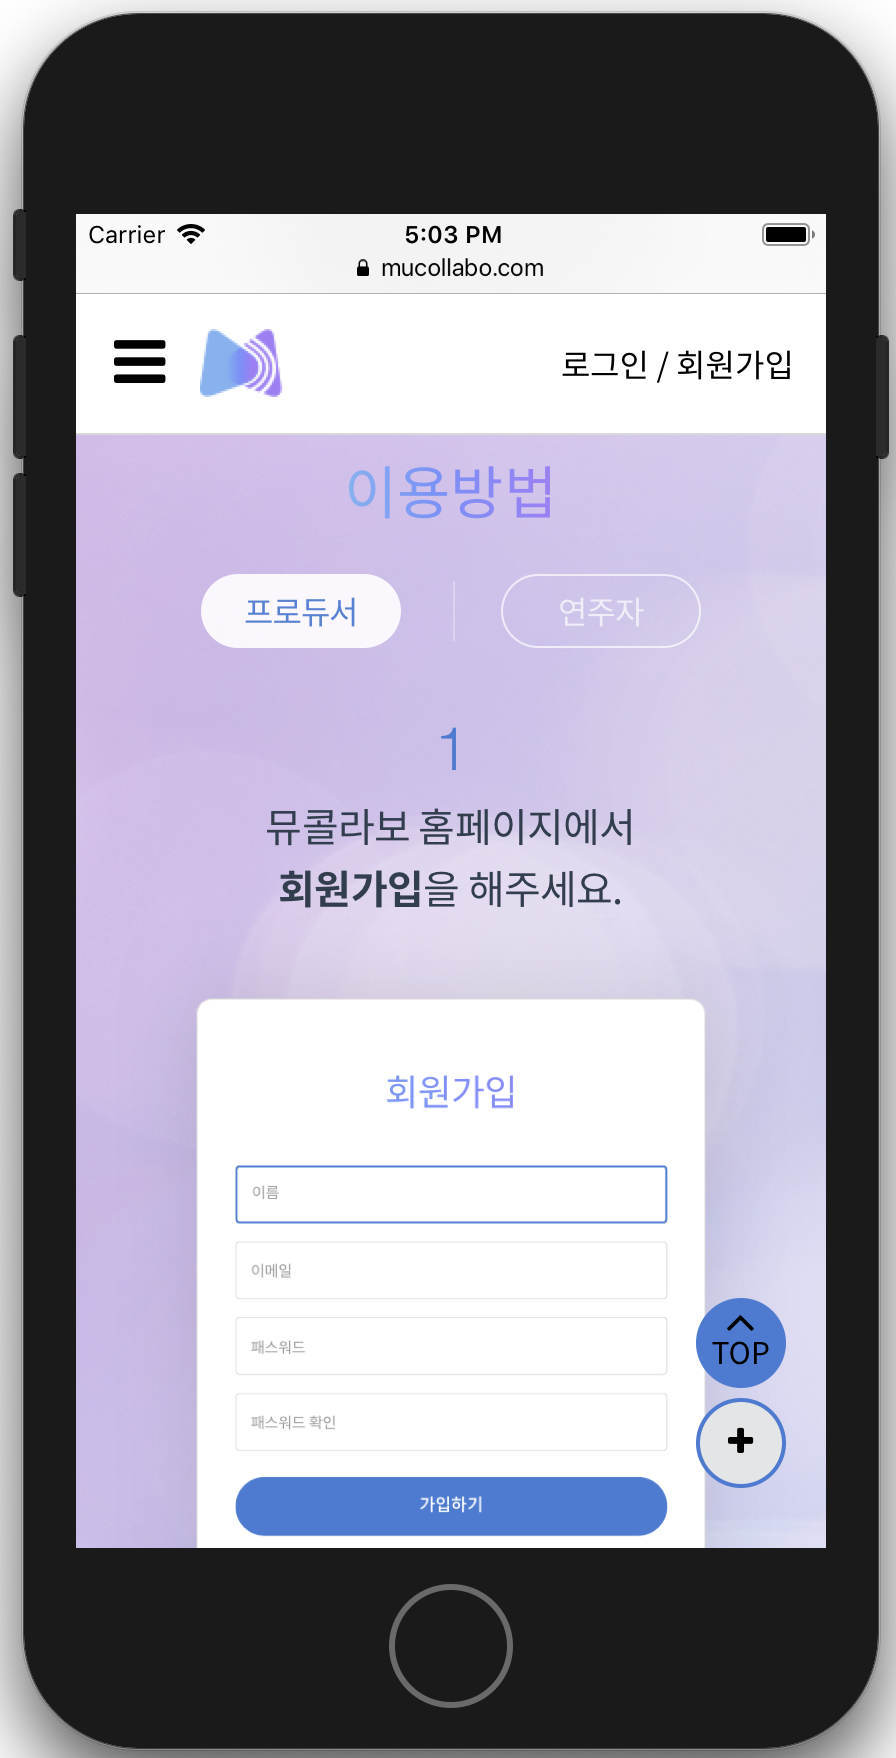 Carrier 5:03 PM
mucollabo.com
로그인 / 회원가입
이용방법
프로듀서 연주자
1
뮤콜라보 홈페이지에서
회원가입을 해주세요.
회원가입
이름
이메일
패스워드
패스워드 확인
가입하기
TOP